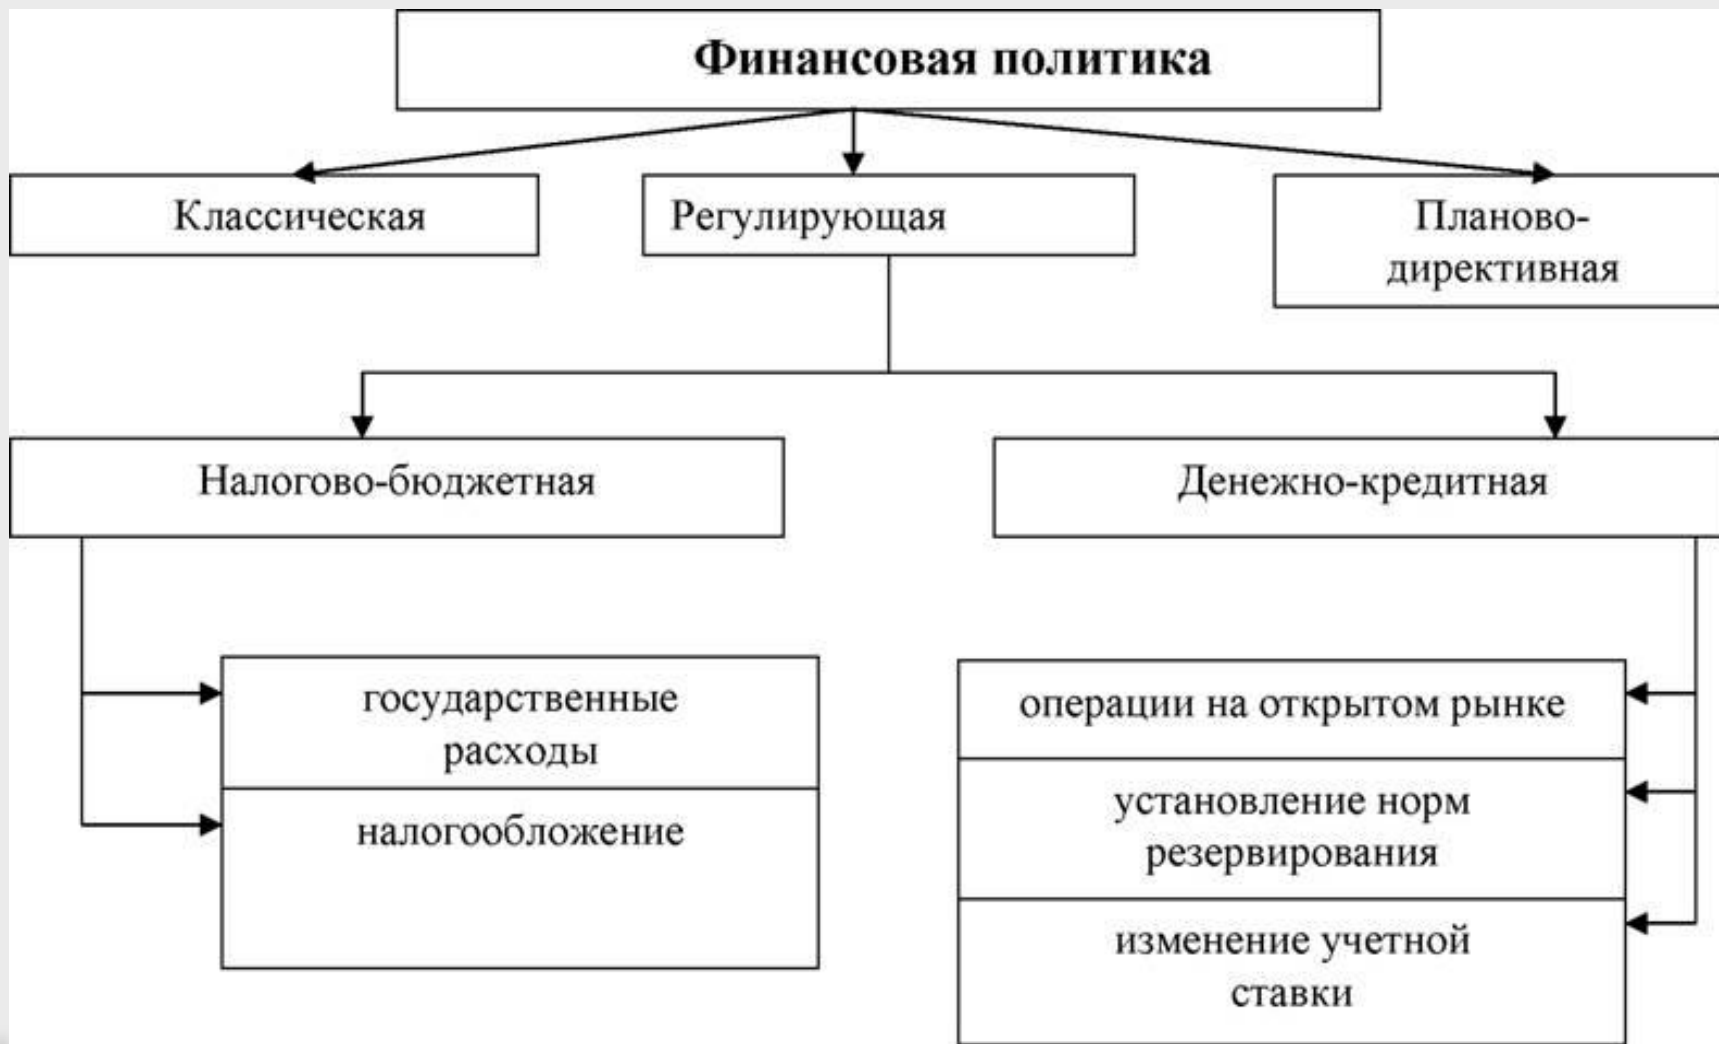 Финансовая политика
Классическая
Регулирующая
Планово-
директивная
Налогово-бюджетная
Денежно-кредитная
государственные
расходы
налогообложение
операции на открытом рынке
установление норм
резервирования
изменение учетной
ставки